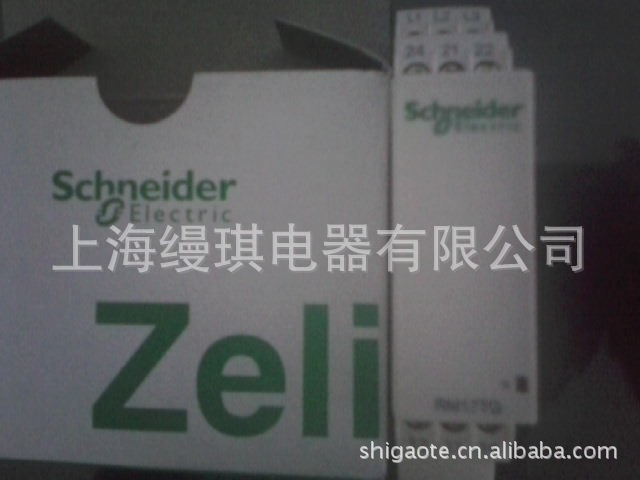 L1 L2 L3
24 21 22
Schneider
Electric
Schneider
Electric
上海缦琪电器有限公司
Zeli
RM17TG
shigaote.cn.alibaba.com